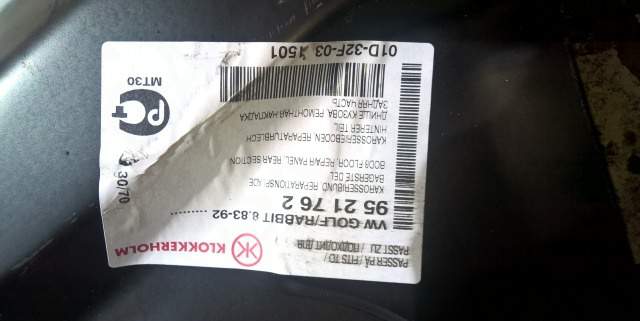 PASSER PÅ / FITS TO /
PASST ZU / ПОДХОДИТ ДЛЯ
KLOKKERHOLM
VW GOLF/RABBIT 8.83-92 ........
95 21 76 2
KAROSSERIBUND, REPARATIONSPLADE
BAGERSTE DEL
BODY FLOOR, REPAIR PANEL, REAR SECTION
KAROSSERIEBODEN, REPARATURBLECH
HINTERER TEIL
ДНИЩЕ КУЗОВА, РЕМОНТНАЯ НАКЛАДКА
ЗАДНЯЯ ЧАСТЬ
30/70
PC
MT30
01D-32F-03 1501